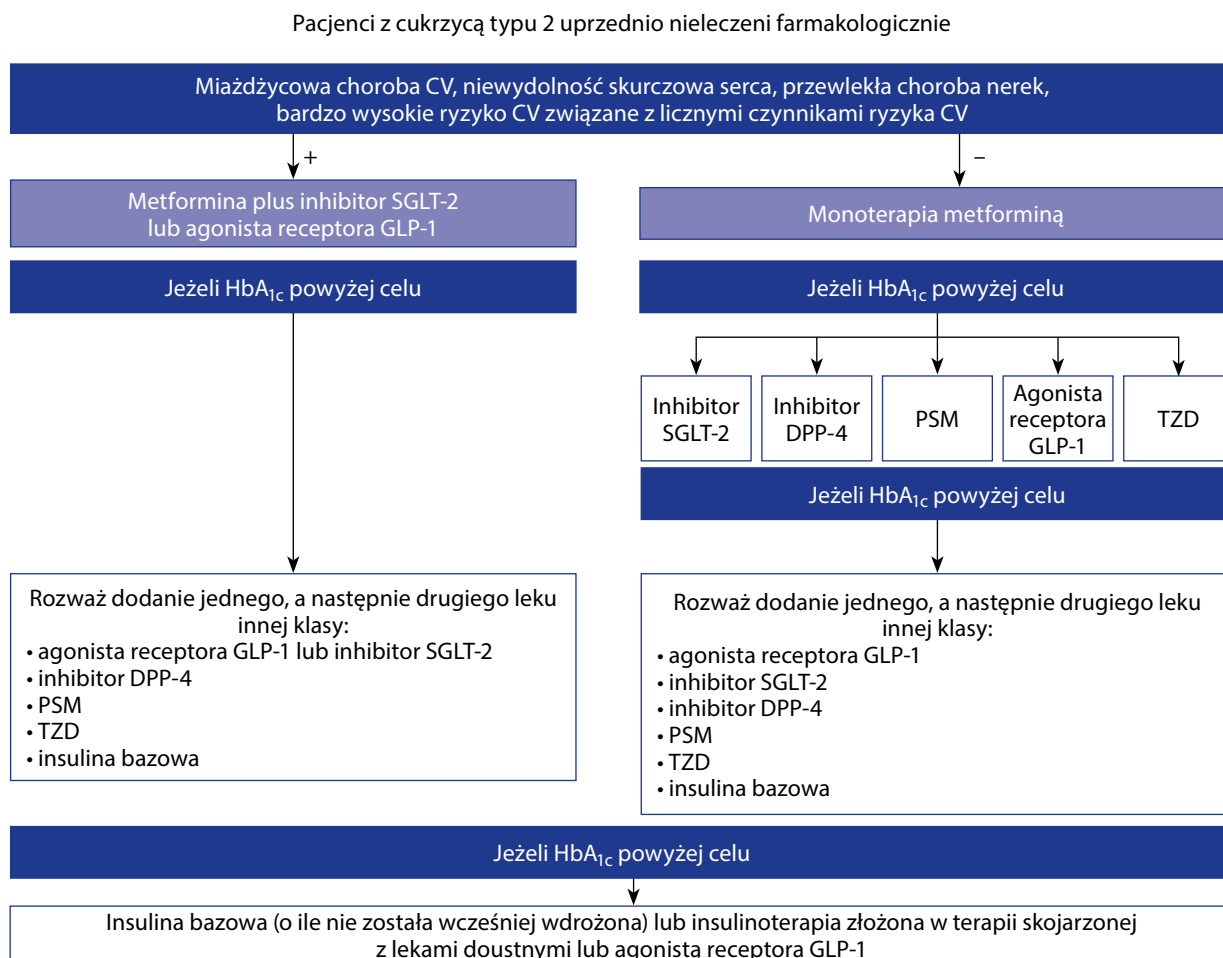 Pacjenci z cukrzycą typu 2 uprzednio nieleczeni farmakologicznie
Miażdżycowa choroba CV, niewydolność skurczowa serca, przewlekła choroba nerek,
bardzo wysokie ryzyko CV związane z licznymi czynnikami ryzyka CV
+
–
Metformina plus inhibitor SGLT-2
lub agonista receptora GLP-1
Monoterapia metforminą
Jeżeli HbA1c powyżej celu
Jeżeli HbA1c powyżej celu
Inhibitor
SGLT-2
Inhibitor
DPP-4
PSM
Agonista
receptora
GLP-1
TZD
Jeżeli HbA1c powyżej celu
Rozważ dodanie jednego, a następnie drugiego leku
innej klasy:
• agonista receptora GLP-1 lub inhibitor SGLT-2
• inhibitor DPP-4
• PSM
• TZD
• insulina bazowa
Rozważ dodanie jednego, a następnie drugiego leku
innej klasy:
• agonista receptora GLP-1
• inhibitor SGLT-2
• inhibitor DPP-4
• PSM
• TZD
• insulina bazowa
Jeżeli HbA1c powyżej celu
Insulina bazowa (o ile nie została wcześniej wdrożona) lub insulinoterapia złożona w terapii skojarzonej
z lekami doustnymi lub agonistą receptora GLP-1